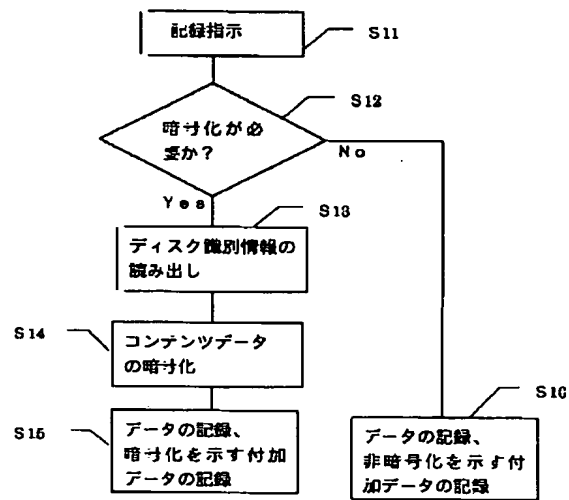 記録指示
S11
S12
暗号化が必
要か?
No
Yes
S13
ディスク識別情報の
読み出し
S14
コンテンツデータ
の暗号化
S15
データの記録、
暗号化を示す付加
データの記録
S16
データの記録、
非暗号化を示す付
加データの記録